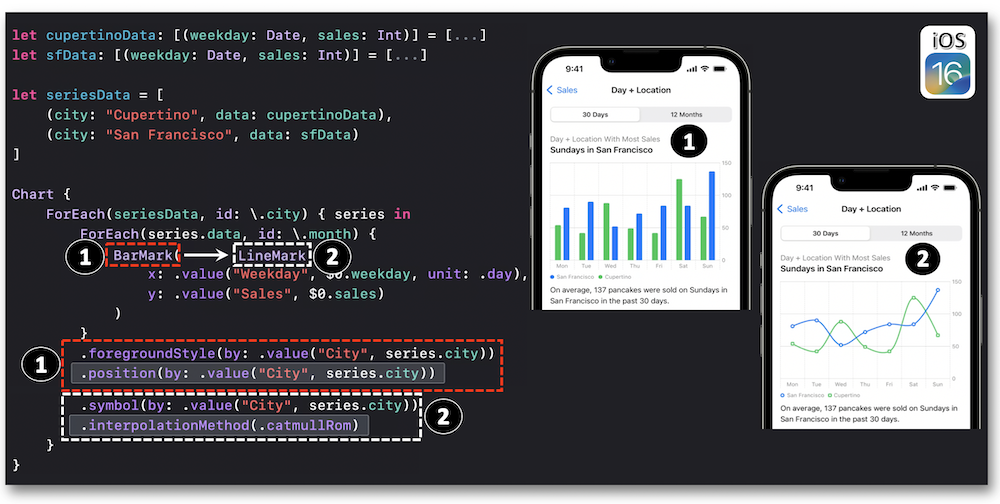 let cupertinoData: [(weekday: Date, sales: Int)] = [...]
let sfData: [(weekday: Date, sales: Int)] = [...]
let seriesData = [
(city: "Cupertino", data: cupertinoData),
(city: "San Francisco", data: sfData)
]
Chart {
ForEach(seriesData, id: \.city) { series in
ForEach(series.data, id: \.month) {
1 BarMark( LineMark 2
x: .value("Weekday", $0.weekday, unit: .day),
y: .value("Sales", $0.sales)
)
}
1
.foregroundStyle(by: .value("City", series.city))
.position(by: .value("City", series.city))
.symbol(by: .value("City", series.city))
.interpolationMethod(.catmullRom)
2
}
}
9:41
Sales Day + Location
30 Days 12 Months
Day + Location With Most Sales
Sundays in San Francisco
1
150
100
50
0
Mon Tue Wed Thu Fri Sat Sun
San Francisco Cupertino
On average, 137 pancakes were sold on Sundays in
San Francisco in the past 30 days.
iOS
16
9:41
Sales Day + Location
30 Days 12 Months
Day + Location With Most Sales
Sundays in San Francisco
2
150
100
50
0
Mon Tue Wed Thu Fri Sat Sun
San Francisco Cupertino
On average, 137 pancakes were sold on Sundays in
San Francisco in the past 30 days.